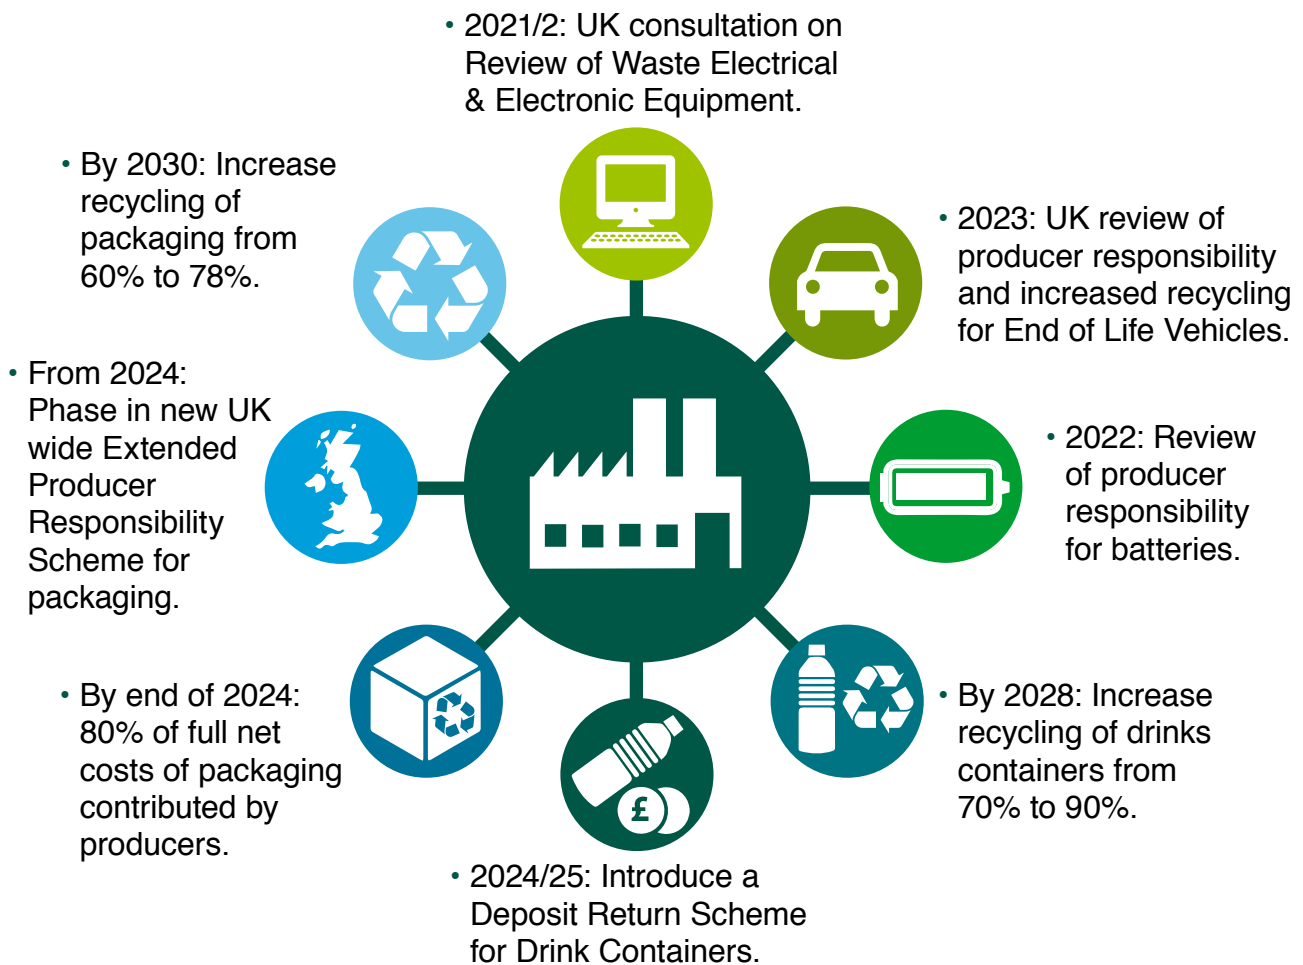 • 2021/2: UK consultation on
Review of Waste Electrical
& Electronic Equipment.
• By 2030: Increase
recycling of
packaging from
60% to 78%.
• 2023: UK review of
producer responsibility
and increased recycling
for End of Life Vehicles.
• From 2024:
Phase in new UK
wide Extended
Producer
Responsibility
Scheme for
packaging.
• 2022: Review
of producer
responsibility
for batteries.
• By end of 2024:
80% of full net
costs of packaging
contributed by
producers.
• By 2028: Increase
recycling of drinks
containers from
70% to 90%.
£
• 2024/25: Introduce a
Deposit Return Scheme
for Drink Containers.